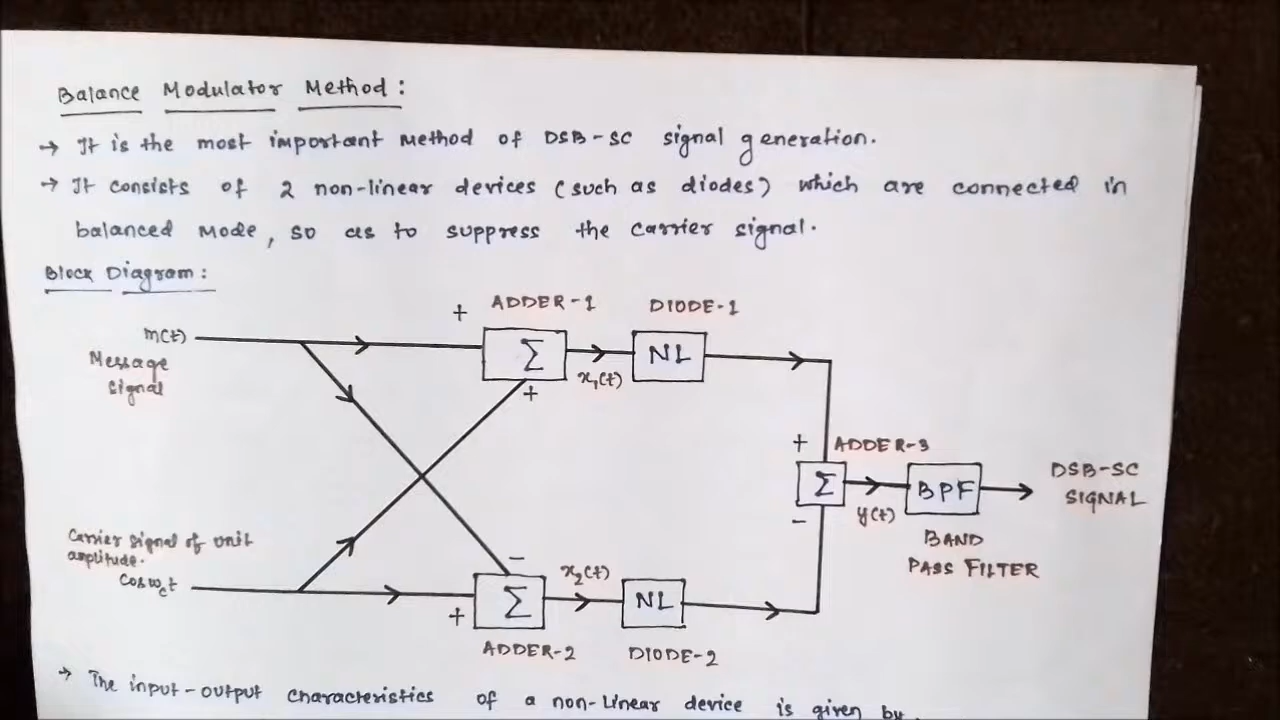 Balance Modulator Method :
→ It is the most important method of DSB-SC signal generation.
→ It consists of 2 non-linear devices (such as diodes) which are connected in
balanced mode, so as to suppress the carrier signal.
Block Diagram :
ADDER-1
DIODE-1
+
m(t)
Message
Signal
Σ
NL
x₁(t)
+
+
ADDER-3
Σ
BPF
DSB-SC
SIGNAL
-
y(t)
BAND
PASS FILTER
Carrier signal of unit
amplitude.
Cosω_ct
-
x₂(t)
Σ
NL
+
ADDER-2
DIODE-2
→ The input-output characteristics of a non-linear device is given by,